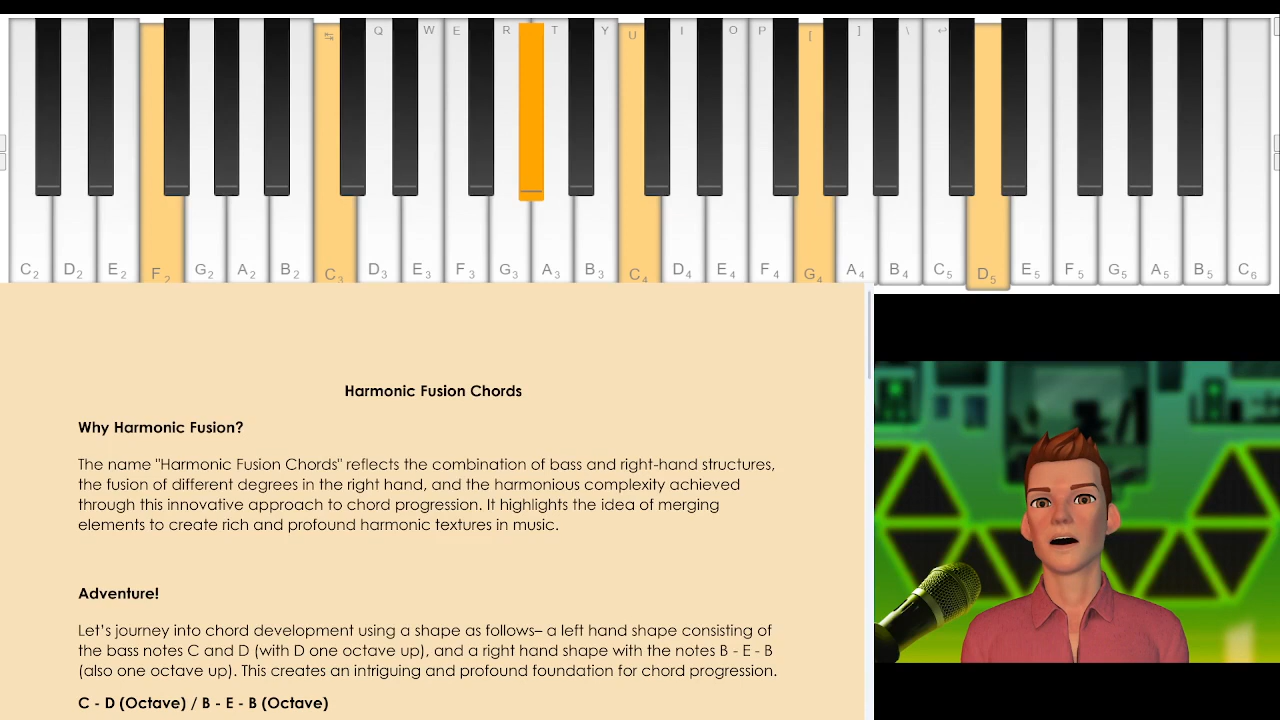 ↹ Q W E R T Y U I O P [ ] \ ↩
C2 D2 E2 F2 G2 A2 B2 C3 D3 E3 F3 G3 A3 B3 C4 D4 E4 F4 G4 A4 B4 C5 D5 E5 F5 G5 A5 B5 C6
Harmonic Fusion Chords
Why Harmonic Fusion?
The name "Harmonic Fusion Chords" reflects the combination of bass and right-hand structures,
the fusion of different degrees in the right hand, and the harmonious complexity achieved
through this innovative approach tochord progression. It highlights the idea of merging
elements to create rich and profound harmonic textures in music.
Adventure!
Let's journey into chord development using a shape as follows– a left hand shape consisting of
the bass notes C and D (with D one octave up), and a right hand shape with the notes B - E - B
(also one octave up). This creates an intriguing and profound foundation for chord progression.
C - D (Octave) / B - E - B (Octave)